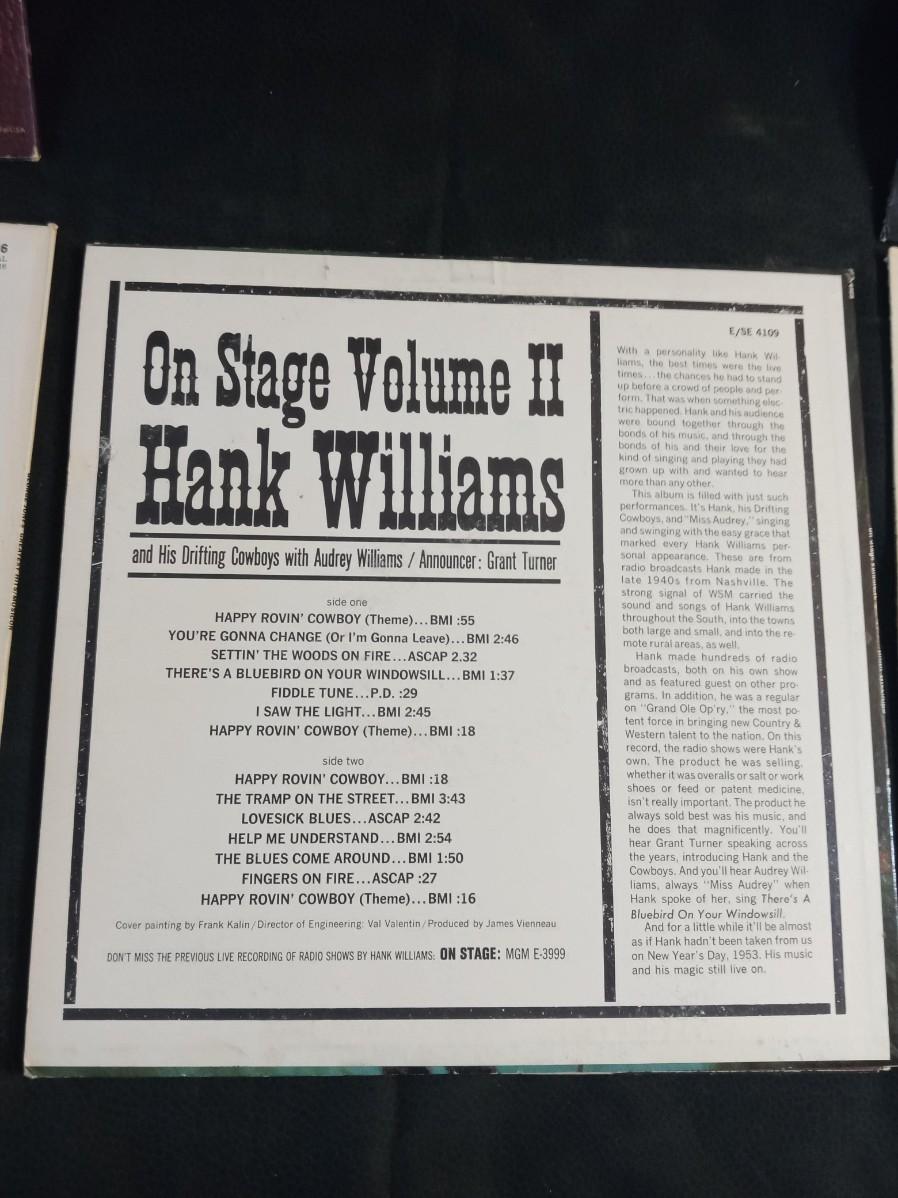 On Stage Volume II
Hank Williams
and His Drifting Cowboys with Audrey Williams / Announcer: Grant Turner
side one
HAPPY ROVIN' COWBOY (Theme)...BMI :55
YOU'RE GONNA CHANGE (Or I'm Gonna Leave)...BMI 2:46
SETTIN' THE WOODS ON FIRE...ASCAP 2.32
THERE'S A BLUEBIRD ON YOUR WINDOWSILL...BMI 1:37
FIDDLE TUNE...P.D. :29
I SAW THE LIGHT...BMI 2:45
HAPPY ROVIN' COWBOY (Theme)...BMI :18
side two
HAPPY ROVIN' COWBOY...BMI :18
THE TRAMP ON THE STREET...BMI 3:43
LOVESICK BLUES...ASCAP 2:42
HELP ME UNDERSTAND...BMI 2:54
THE BLUES COME AROUND...BMI 1:50
FINGERS ON FIRE...ASCAP :27
HAPPY ROVIN' COWBOY (Theme)...BMI :16
Cover painting by Frank Kalin/Director of Engineering: Val Valentin/Produced by James Vienneau
DON'T MISS THE PREVIOUS LIVE RECORDING OF RADIO SHOWS BY HANK WILLIAMS: ON STAGE: MGM E-3999
E/SE 4109
With a personality like Hank Wil-
liams, the best times were the live
times...the chances he had to stand
up before a crowd of people and per-
form. That was when something elec-
tric happened. Hank and his audience
were bound together through the
bonds of his music, and through the
bonds of his and their love for the
kind of singing and playing they had
grown up with and wanted to hear
more than any other.
This album is filled with just such
performances. It's Hank, his Drifting
Cowboys, and "Miss Audrey," singing
and swinging with the easy grace that
marked every Hank Williams per-
sonal appearance. These are from
radio broadcasts Hank made in the
late 1940s from Nashville. The
strong signal of WSM carried the
sound and songs of Hank Williams
throughout the South, into the towns
both large and small, and into the re-
mote rural areas, as well.
Hank made hundreds of radio
broadcasts, both on his own show
and as featured guest on other pro-
grams. In addition, he was a regular
on "Grand Ole Op'ry," the most po-
tent force in bringing new Country &
Western talent to the nation. On this
record, the radio shows were Hank's
own. The product he was selling,
whether it was overalls or salt or work
shoes or feed or patent medicine,
isn't really important. The product he
always sold best was his music, and
he does that magnificently. You'll
hear Grant Turner speaking across
the years, introducing Hank and the
Cowboys. And you'll hear Audrey Wil-
liams, always "Miss Audrey" when
Hank spoke of her, sing There's A
Bluebird On Your Windowsill.
And for a little while it'll be almost
as if Hank hadn't been taken from us
on New Year's Day, 1953. His music
and his magic still live on.